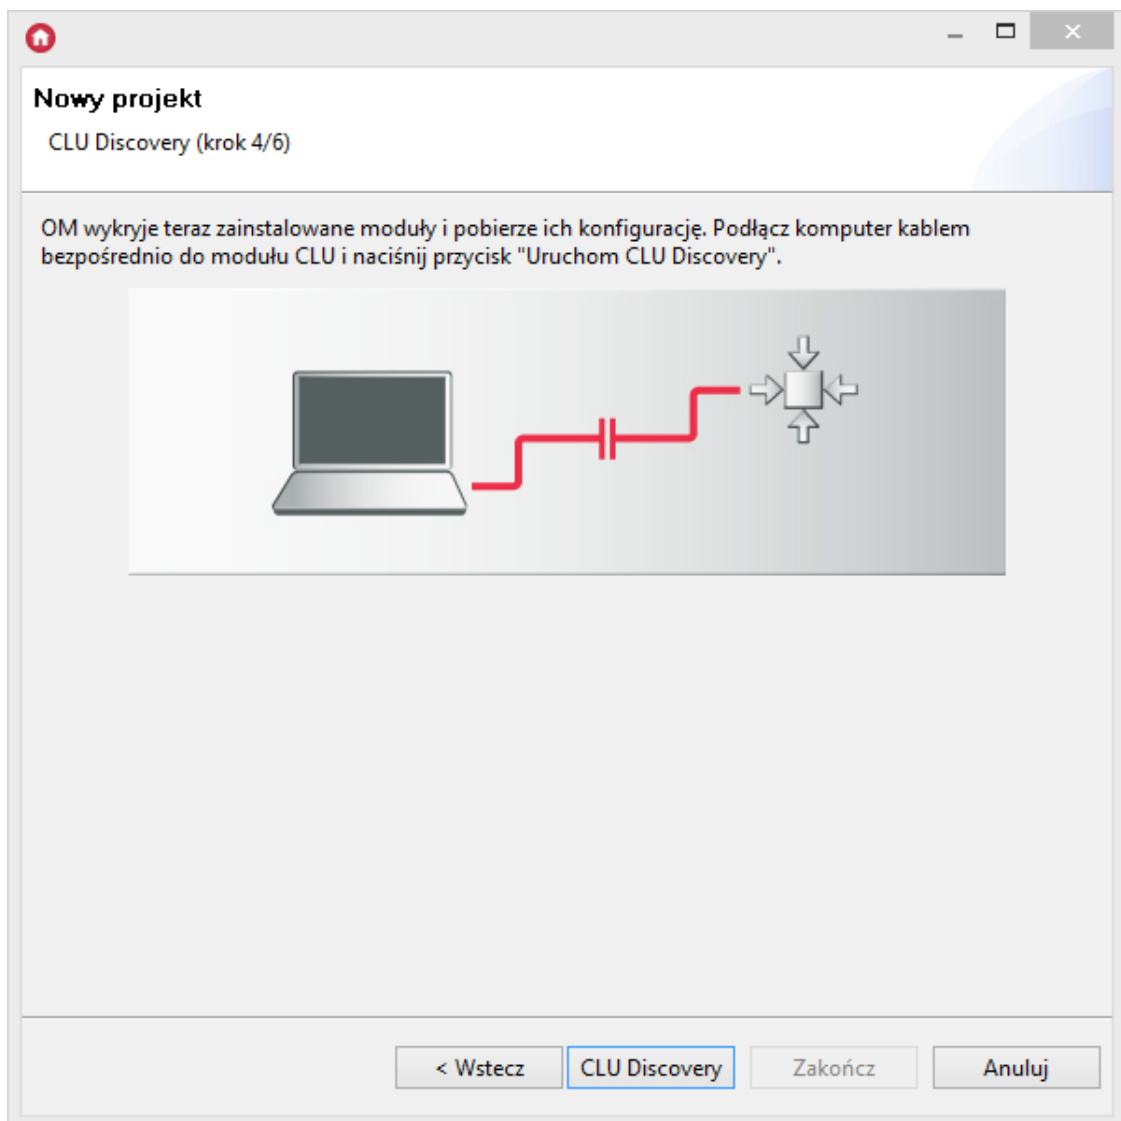 Nowy projekt
CLU Discovery (krok 4/6)
OM wykryje teraz zainstalowane moduły i pobierze ich konfigurację. Podłącz komputer kablem
bezpośrednio do modułu CLU i naciśnij przycisk "Uruchom CLU Discovery".
< Wstecz
CLU Discovery
Zakończ
Anuluj